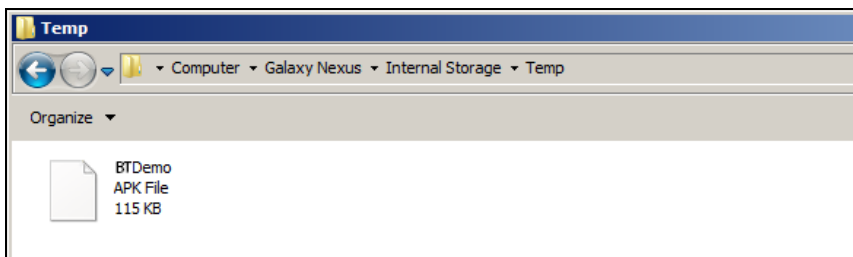 Temp
Computer Galaxy Nexus Internal Storage Temp
Organize
BTDemo
APK File
115 KB